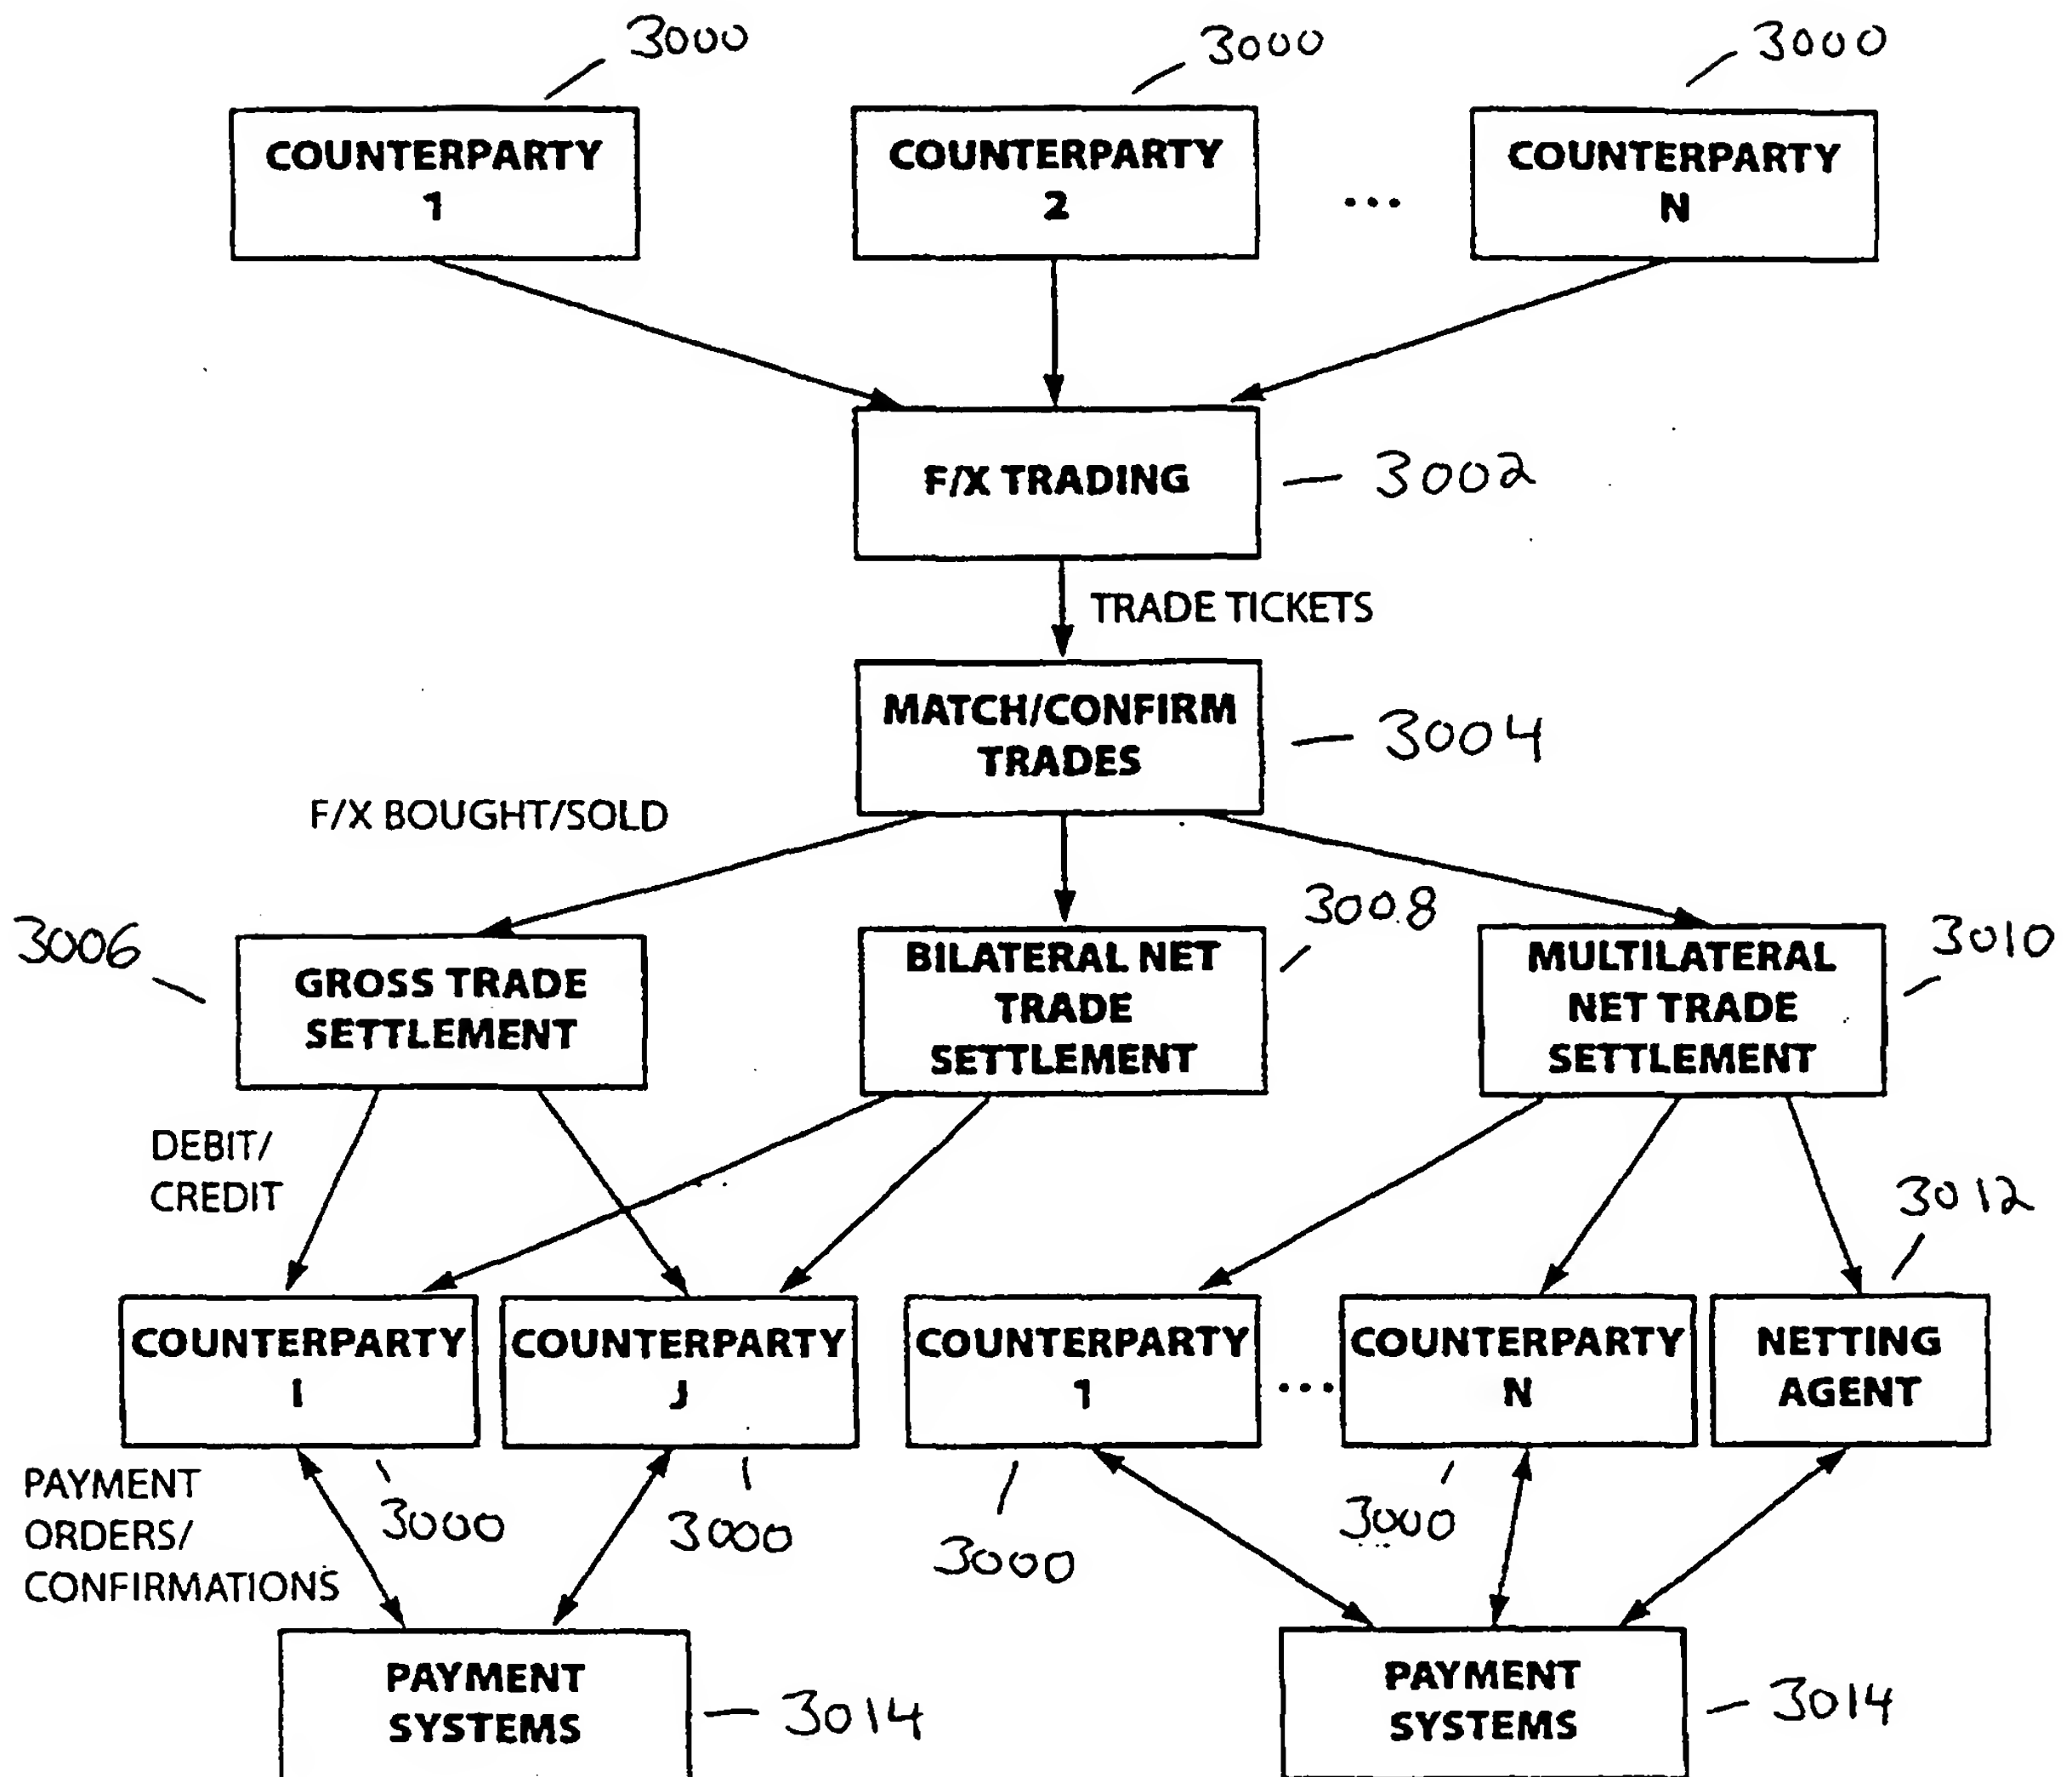 3000
3000
3000
COUNTERPARTY
1
COUNTERPARTY
2
...
COUNTERPARTY
N
F/X TRADING
3002
TRADE TICKETS
MATCH/CONFIRM
TRADES
3004
F/X BOUGHT/SOLD
3006
GROSS TRADE
SETTLEMENT
BILATERAL NET
TRADE
SETTLEMENT
3008
MULTILATERAL
NET TRADE
SETTLEMENT
3010
DEBIT/
CREDIT
3012
COUNTERPARTY
I
COUNTERPARTY
J
COUNTERPARTY
1
...
COUNTERPARTY
N
NETTING
AGENT
PAYMENT
ORDERS/
CONFIRMATIONS
3000
3000
3000
3000
PAYMENT
SYSTEMS
3014
PAYMENT
SYSTEMS
3014